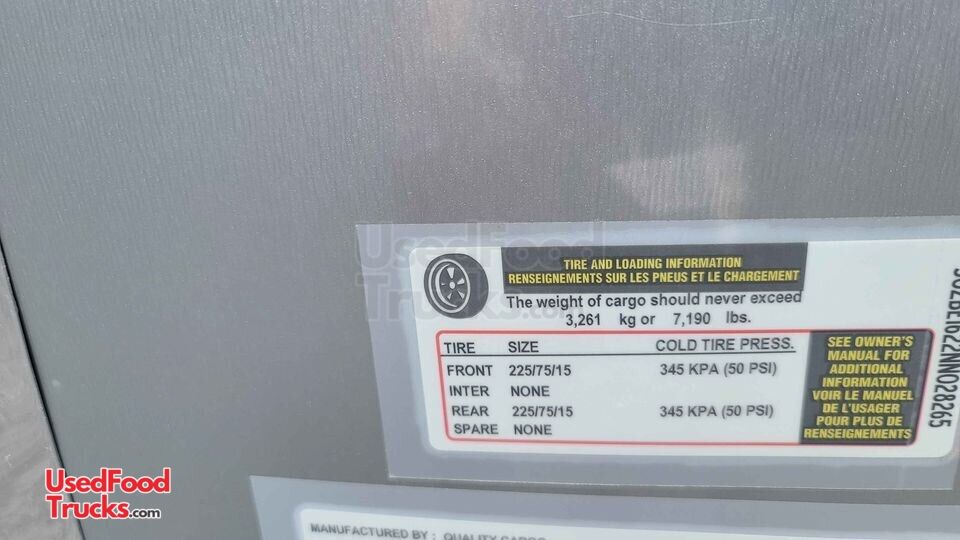 UsedFood
Trucks.com
TIRE AND LOADING INFORMATION
RENSEIGNEMENTS SUR LES PNEUS ET LE CHARGEMENT
The weight of cargo should never exceed
3,261 kg or 7,190 lbs.
TIRE SIZE COLD TIRE PRESS.
FRONT 225/75/15 345 KPA (50 PSI)
INTER NONE
REAR 225/75/15 345 KPA (50 PSI)
SPARE NONE
SEE OWNER'S
MANUAL FOR
ADDITIONAL
INFORMATION
VOIR LE MANUEL
DE L'USAGER
POUR PLUS DE
RENSEIGNEMENTS
UsedFood
Trucks.com
MANUFACTURED BY : QUALITY CARGO